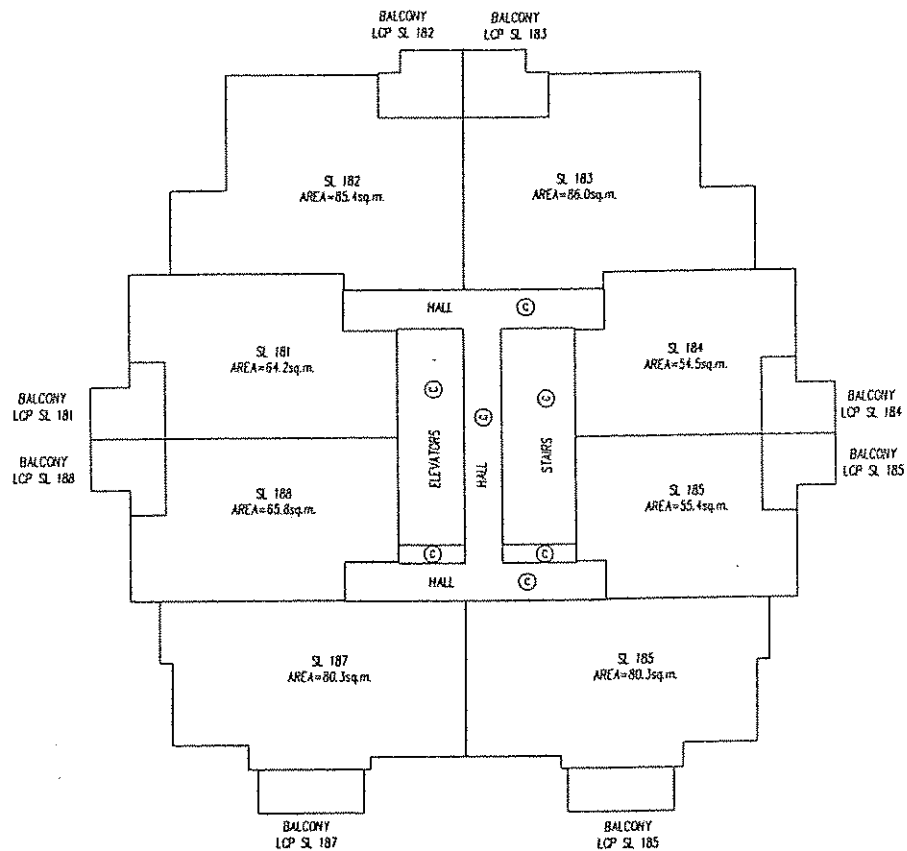 BALCONY
LCP SL 182
BALCONY
LCP SL 183
SL 182
AREA=85.4sq.m.
SL 183
AREA=86.0sq.m.
HALL
C
SL 181
AREA=64.2sq.m.
SL 184
AREA=54.5sq.m.
BALCONY
LCP SL 181
C
ELEVATORS
C
HALL
C
STAIRS
BALCONY
LCP SL 184
BALCONY
LCP SL 188
BALCONY
LCP SL 185
SL 188
AREA=65.8sq.m.
SL 185
AREA=55.4sq.m.
C
C
HALL
C
SL 187
AREA=80.3sq.m.
SL 185
AREA=80.3sq.m.
BALCONY
LCP SL 187
BALCONY
LCP SL 185